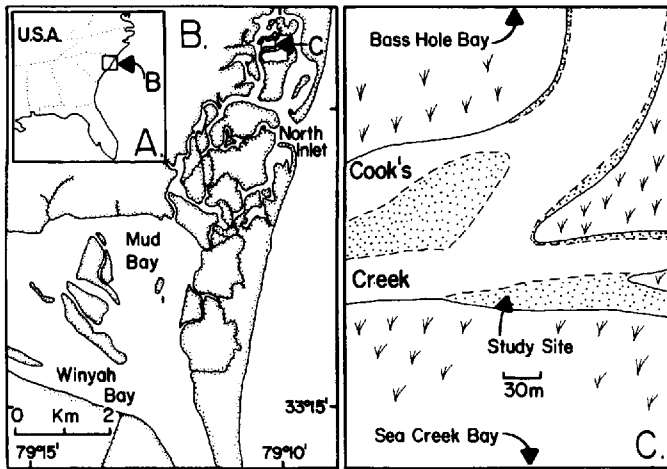 U.S.A.
B
A.
B.
C
North
Inlet
Mud
Bay
Winyah
Bay
0 Km 2
33°15'
79°15'
79°10'
Bass Hole Bay
Cook's
Creek
Study Site
30m
Sea Creek Bay
C.